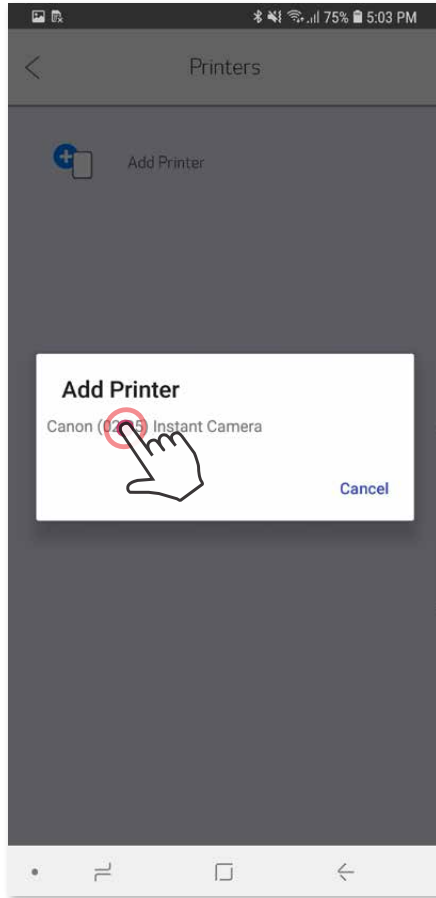 75% 5:03 PM
Printers
Add Printer
Add Printer
Canon Instant Camera
Cancel